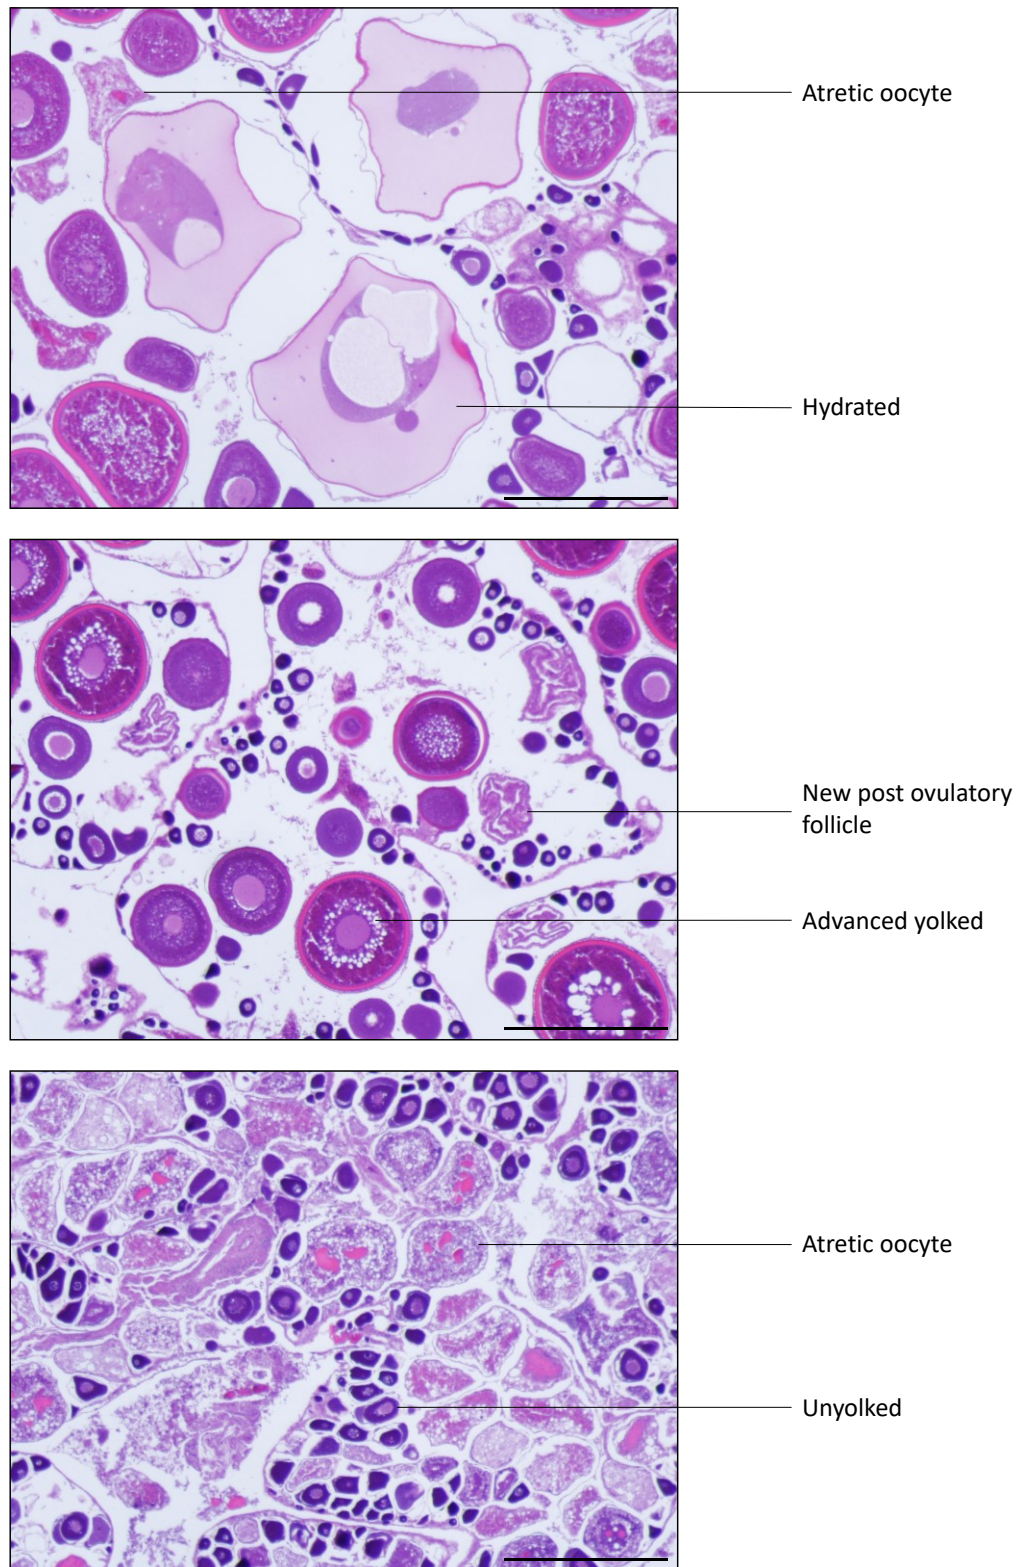 Atretic oocyte
Hydrated
New post ovulatory
follicle
Advanced yolked
Atretic oocyte
Unyolked